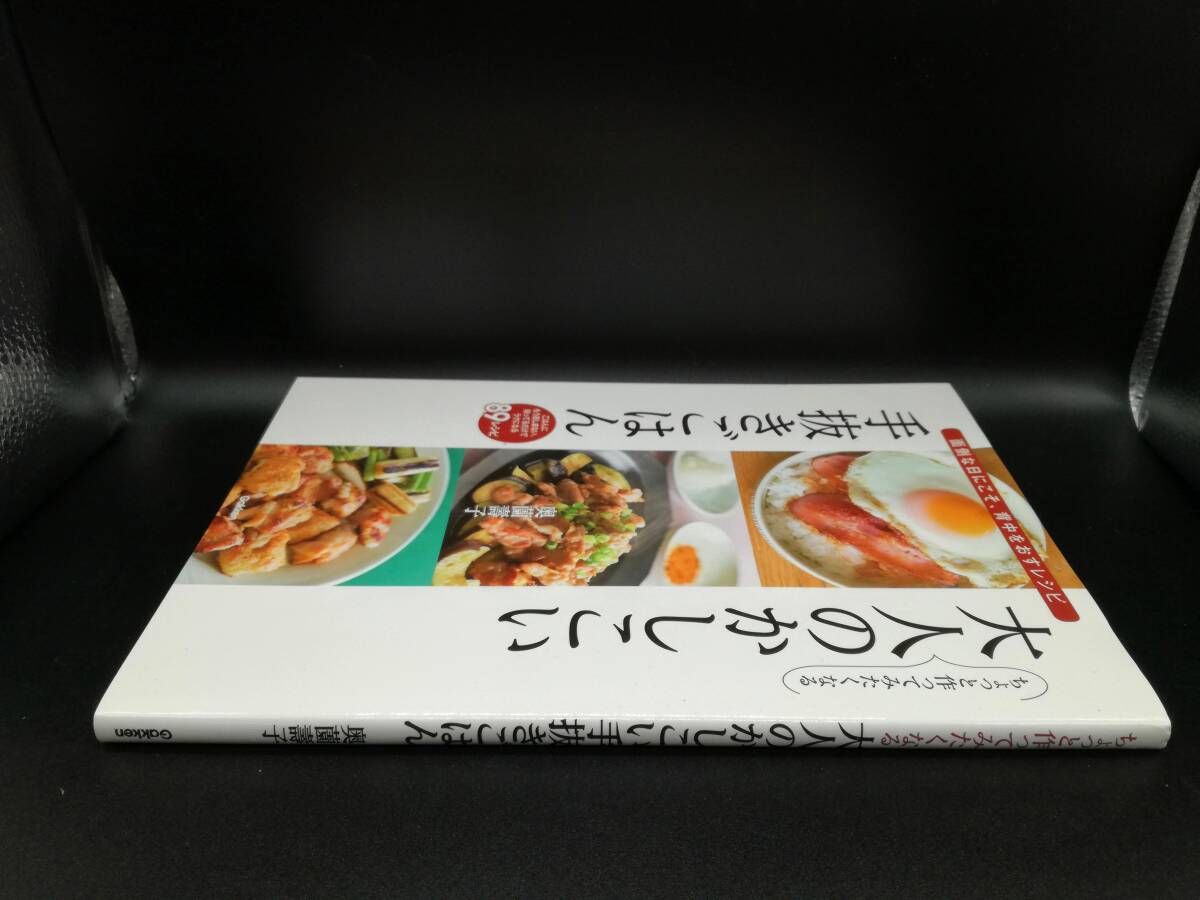 面倒な日にこそ、背中をおすレシピ
ちょっと作ってみたくなる
大人のかしこい
手抜きごはん
奥薗壽子
89レシピ
Gakken
ちょっと作ってみたくなる 大人のかしこい手抜きごはん 奥薗壽子 Gakken